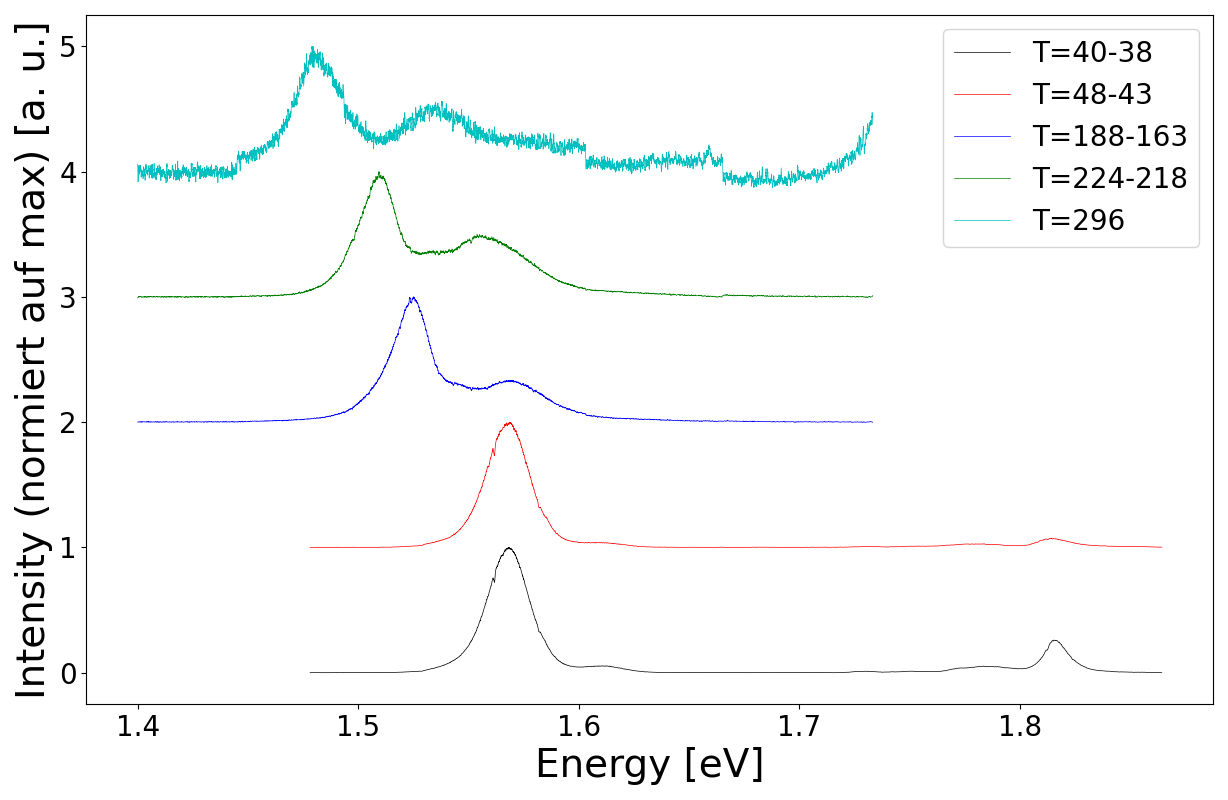 Intensity (normiert auf max) [a. u.]
5
4
3
2
1
0
T=40-38
T=48-43
T=188-163
T=224-218
T=296
1.4 1.5 1.6 1.7 1.8
Energy [eV]